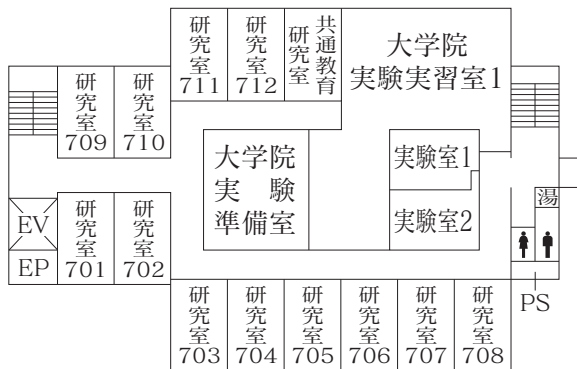 研究室711
研究室712
共通教育
研究室
大学院
実験実習室1
研究室709
研究室710
大学院
実験
準備室
実験室1
実験室2
EV
EP
研究室701
研究室702
湯
PS
研究室703
研究室704
研究室705
研究室706
研究室707
研究室708